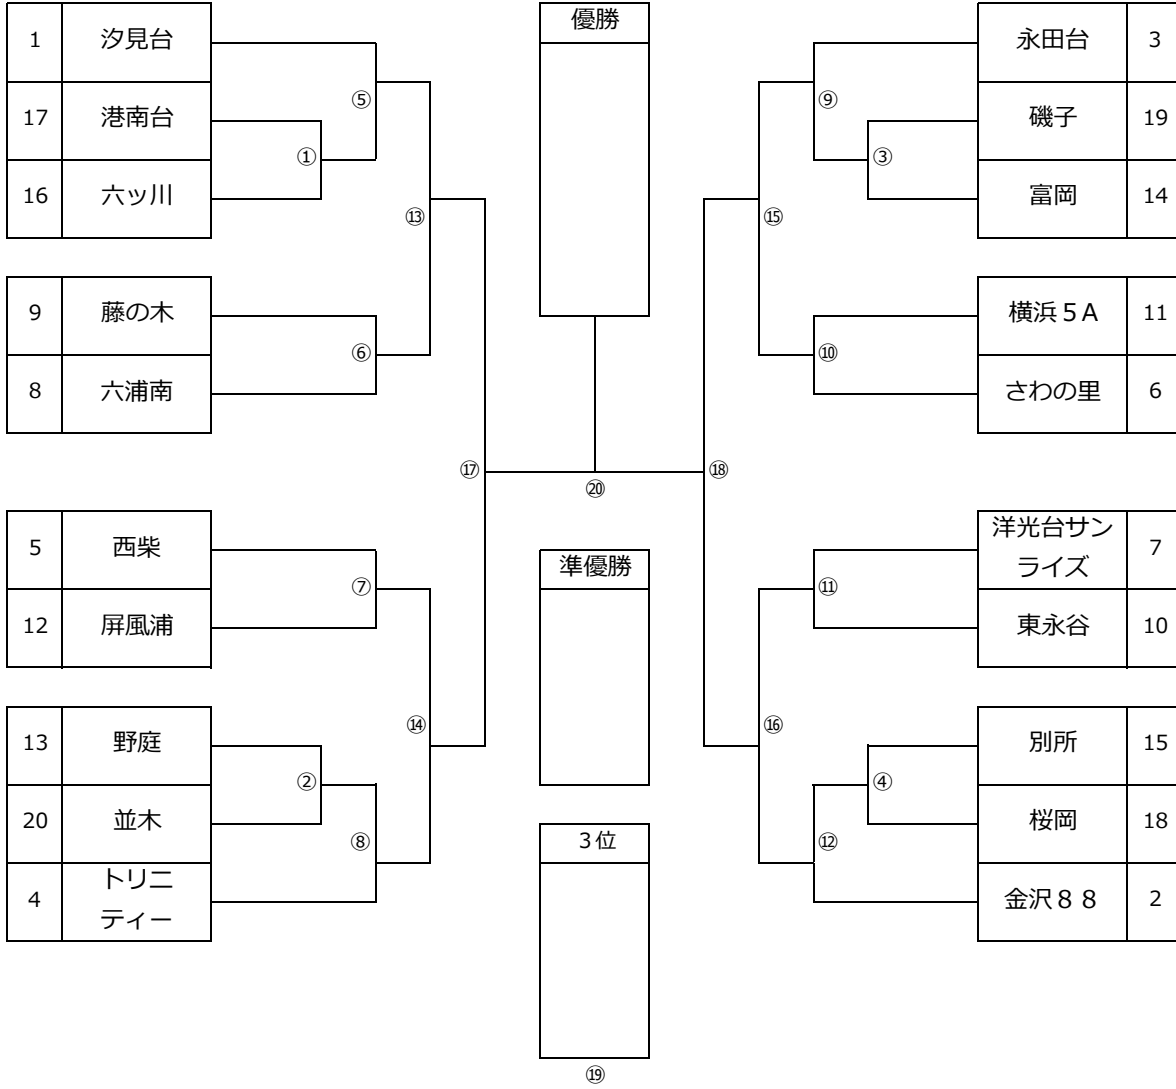 1 汐見台
17 港南台
16 六ッ川
9 藤の木
8 六浦南
5 西柴
12 屏風浦
13 野庭
20 並木
4 トリニ
ティー
⑤
①
⑬
⑥
⑰
⑦
⑭
②
⑧
優勝
⑳
準優勝
3位
⑲
⑨
③
⑮
⑩
⑱
⑪
⑯
④
⑫
永田台 3
磯子 19
富岡 14
横浜5A 11
さわの里 6
洋光台サン
ライズ 7
東永谷 10
別所 15
桜岡 18
金沢88 2